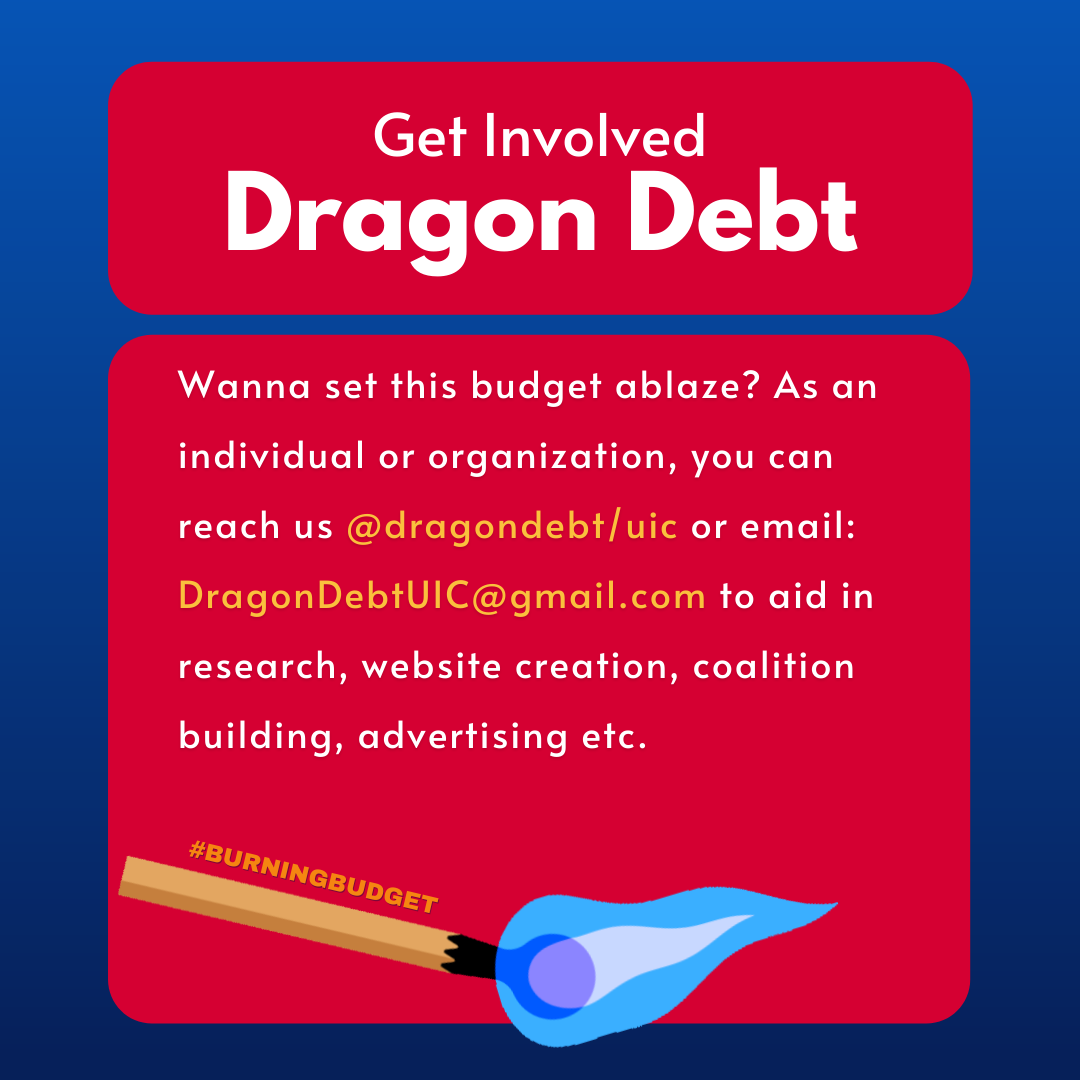 Get Involved
Dragon Debt
Wanna set this budget ablaze? As an
individual or organization, you can
reach us @dragondebt/uic or email:
DragonDebtUIC@gmail.com to aid in
research, website creation, coalition
building, advertising etc.
#BURNINGBUDGET